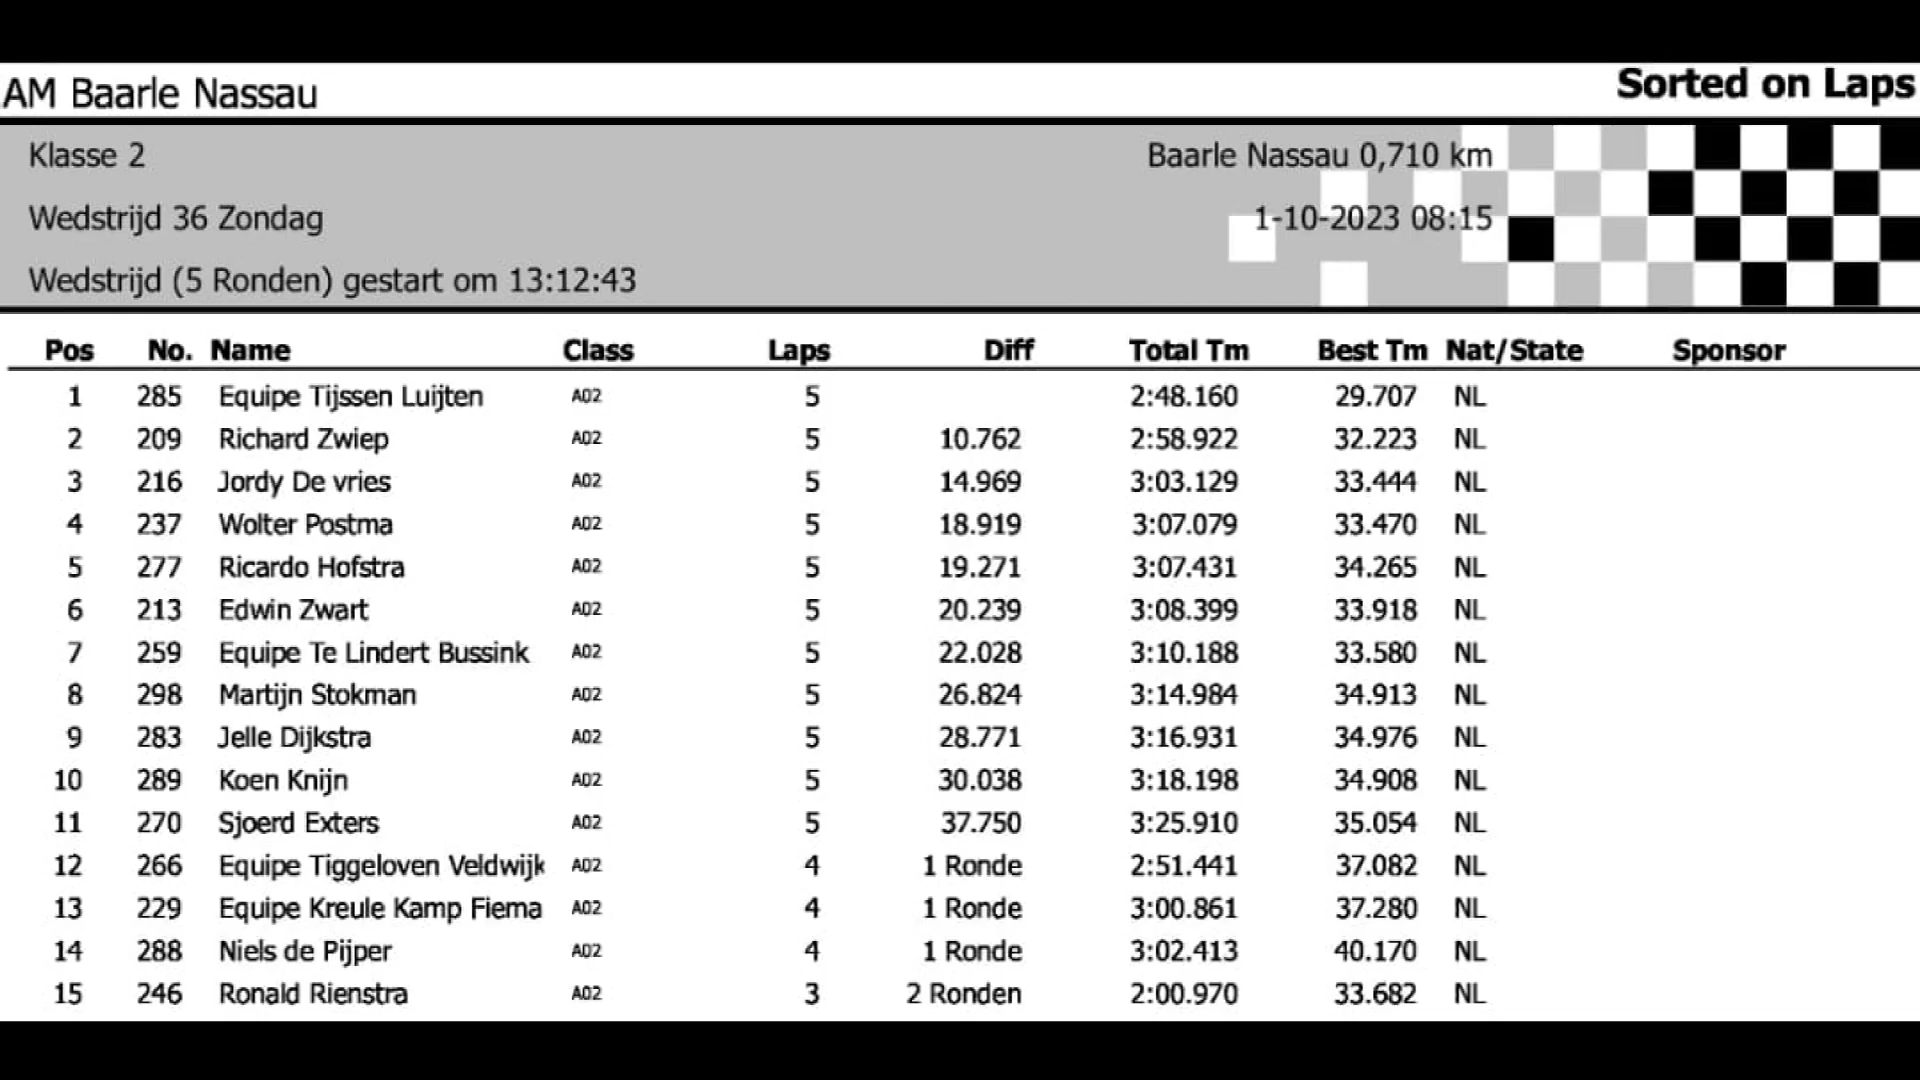 AM Baarle Nassau Sorted on Laps
Klasse 2 Baarle Nassau 0,710 km
Wedstrijd 36 Zondag 1-10-2023 08:15
Wedstrijd (5 Ronden) gestart om 13:12:43
Pos No. Name Class Laps Diff Total Tm Best Tm Nat/State Sponsor
1 285 Equipe Tijssen Luijten A02 5 2:48.160 29.707 NL
2 209 Richard Zwiep A02 5 10.762 2:58.922 32.223 NL
3 216 Jordy De vries A02 5 14.969 3:03.129 33.444 NL
4 237 Wolter Postma A02 5 18.919 3:07.079 33.470 NL
5 277 Ricardo Hofstra A02 5 19.271 3:07.431 34.265 NL
6 213 Edwin Zwart A02 5 20.239 3:08.399 33.918 NL
7 259 Equipe Te Lindert Bussink A02 5 22.028 3:10.188 33.580 NL
8 298 Martijn Stokman A02 5 26.824 3:14.984 34.913 NL
9 283 Jelle Dijkstra A02 5 28.771 3:16.931 34.976 NL
10 289 Koen Knijn A02 5 30.038 3:18.198 34.908 NL
11 270 Sjoerd Exters A02 5 37.750 3:25.910 35.054 NL
12 266 Equipe Tiggeloven Veldwijk A02 4 1 Ronde 2:51.441 37.082 NL
13 229 Equipe Kreule Kamp Fiema A02 4 1 Ronde 3:00.861 37.280 NL
14 288 Niels de Pijper A02 4 1 Ronde 3:02.413 40.170 NL
15 246 Ronald Rienstra A02 3 2 Ronden 2:00.970 33.682 NL